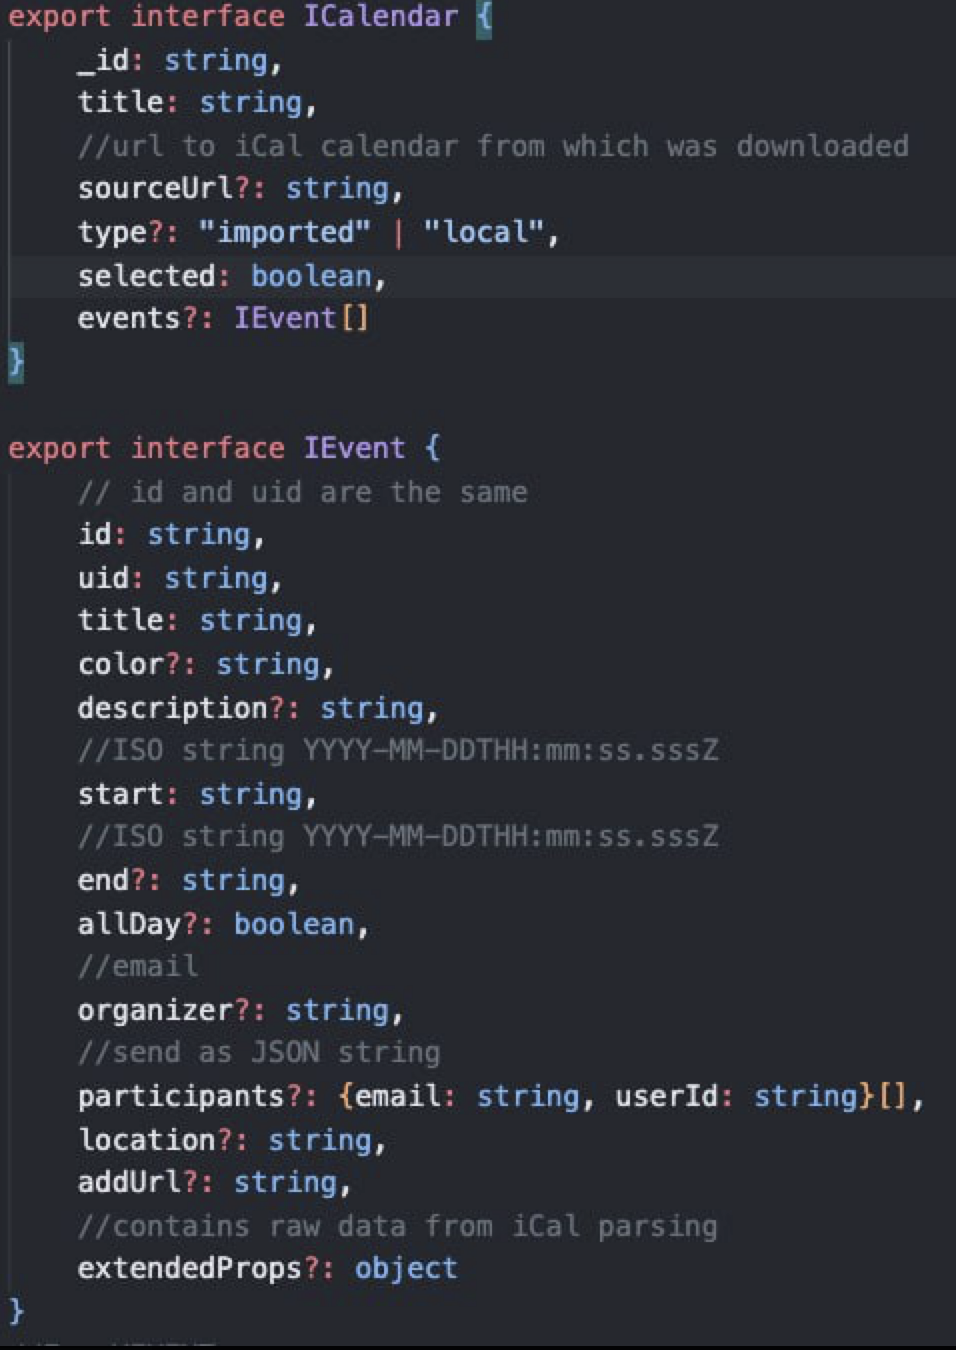 export interface ICalendar {
    _id: string,
    title: string,
    //url to iCal calendar from which was downloaded
    sourceUrl?: string,
    type?: "imported" | "local",
    selected: boolean,
    events?: IEvent[]
}

export interface IEvent {
    // id and uid are the same
    id: string,
    uid: string,
    title: string,
    color?: string,
    description?: string,
    //ISO string YYYY-MM-DDTHH:mm:ss.sssZ
    start: string,
    //ISO string YYYY-MM-DDTHH:mm:ss.sssZ
    end?: string,
    allDay?: boolean,
    //email
    organizer?: string,
    //send as JSON string
    participants?: {email: string, userId: string}[],
    location?: string,
    addUrl?: string,
    //contains raw data from iCal parsing
    extendedProps?: object
}